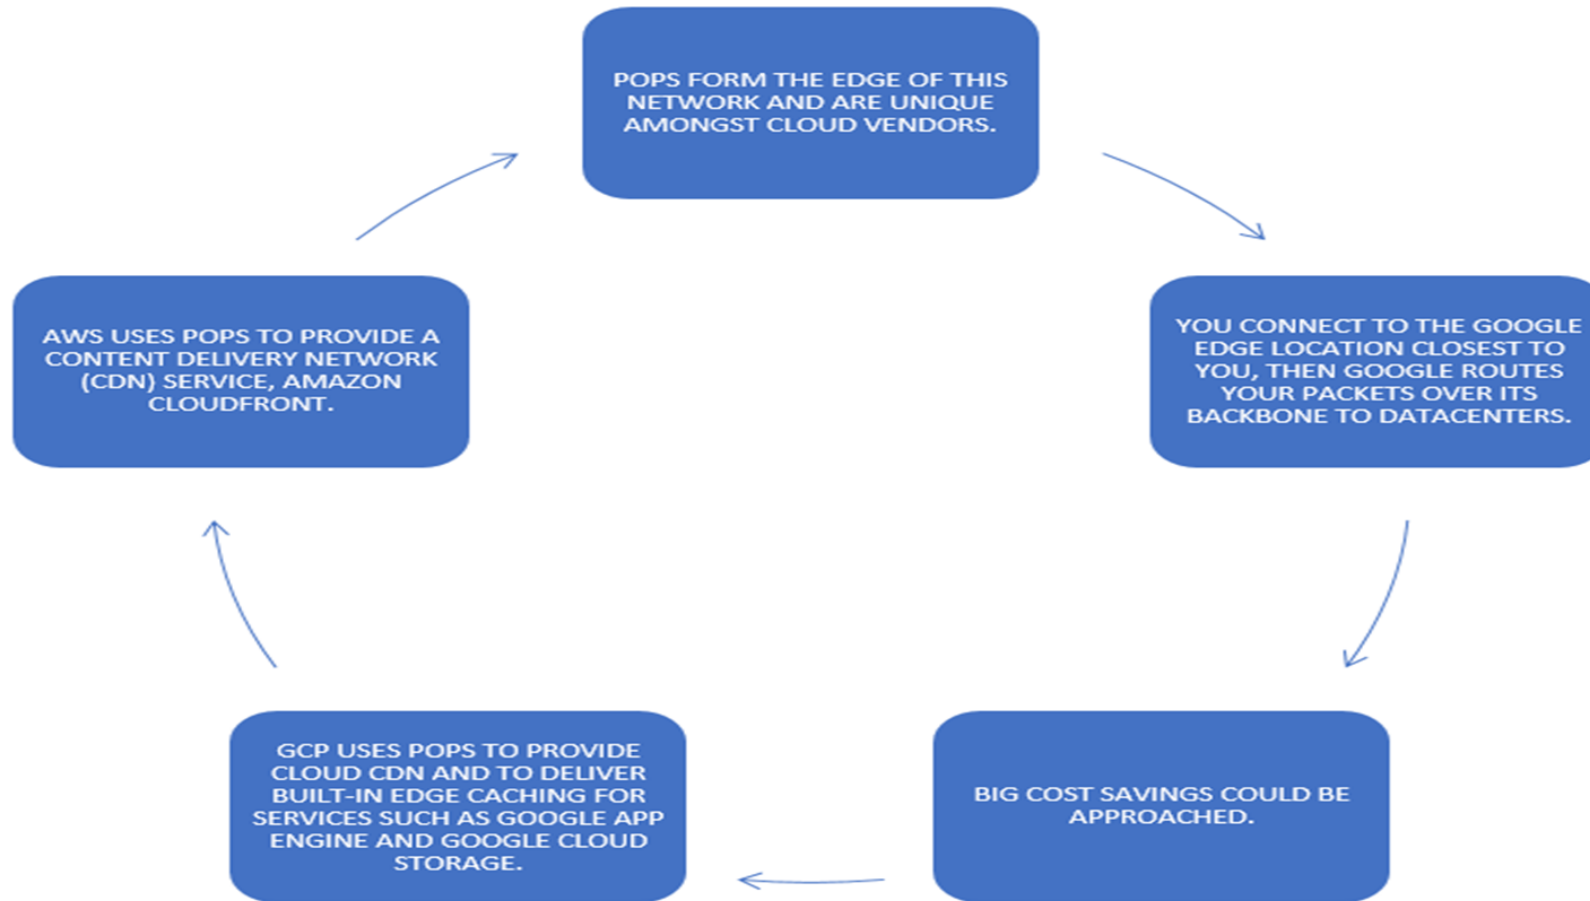 POPS FORM THE EDGE OF THIS
NETWORK AND ARE UNIQUE
AMONGST CLOUD VENDORS.
YOU CONNECT TO THE GOOGLE
EDGE LOCATION CLOSEST TO
YOU, THEN GOOGLE ROUTES
YOUR PACKETS OVER ITS
BACKBONE TO DATACENTERS.
BIG COST SAVINGS COULD BE
APPROACHED.
GCP USES POPS TO PROVIDE
CLOUD CDN AND TO DELIVER
BUILT-IN EDGE CACHING FOR
SERVICES SUCH AS GOOGLE APP
ENGINE AND GOOGLE CLOUD
STORAGE.
AWS USES POPS TO PROVIDE A
CONTENT DELIVERY NETWORK
(CDN) SERVICE, AMAZON
CLOUDFRONT.